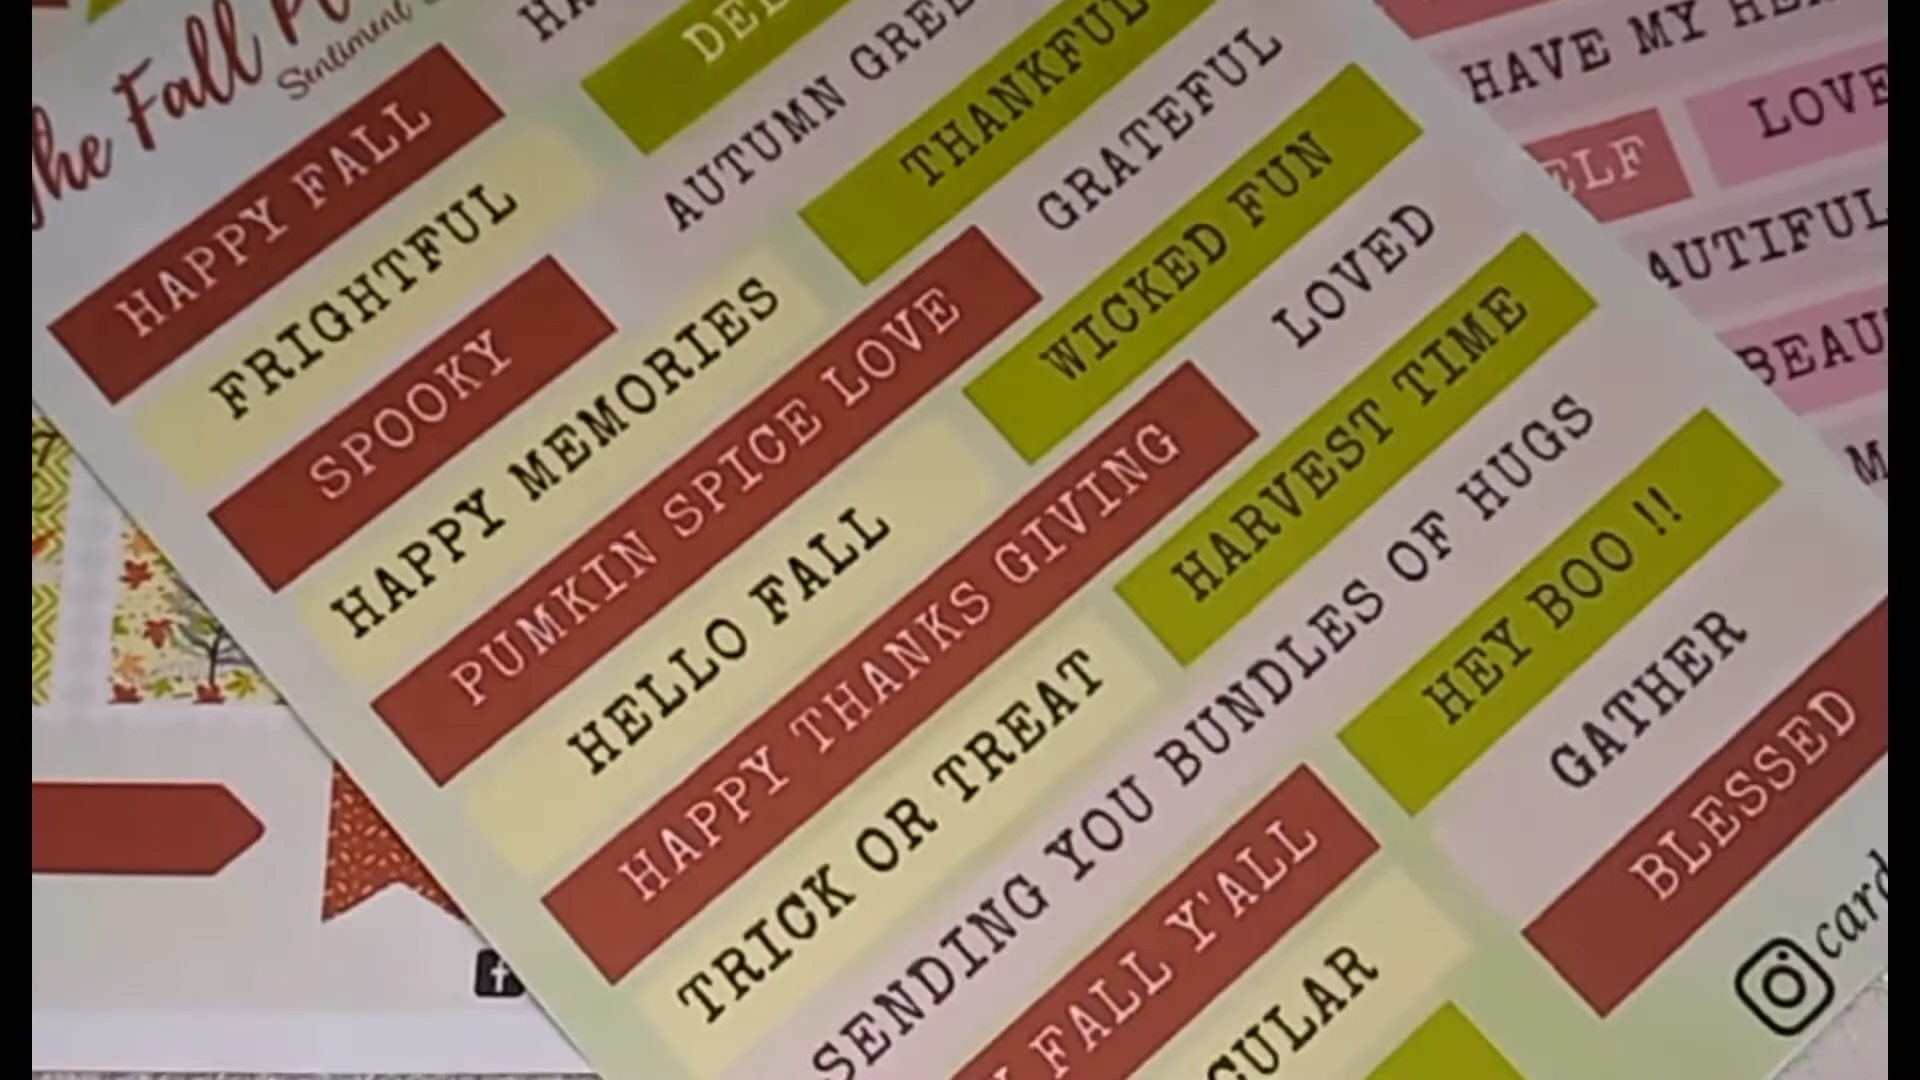 The Fall
Sentiment
HAPPY FALL
FRIGHTFUL
SPOOKY
HAPPY MEMORIES
PUMKIN SPICE LOVE
HELLO FALL
HAPPY THANKS GIVING
TRICK OR TREAT
SENDING YOU BUNDLES OF HUGS
FALL Y'ALL
AUTUMN
THANKFUL
GRATEFUL
WICKED FUN
LOVED
HARVEST TIME
HEY BOO !!
GATHER
BLESSED
HAVE MY
LOVE